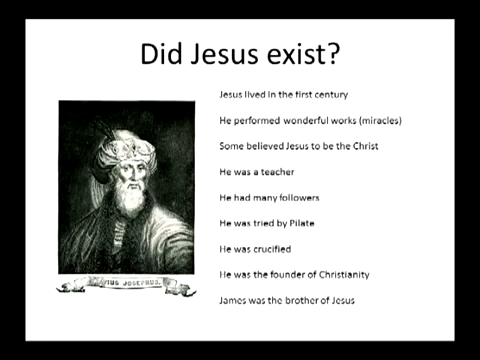 Did Jesus exist?
Jesus lived in the first century
He performed wonderful works (miracles)
Some believed Jesus to be the Christ
He was a teacher
He had many followers
He was tried by Pilate
He was crucified
He was the founder of Christianity
James was the brother of Jesus
JOSEPHUS.